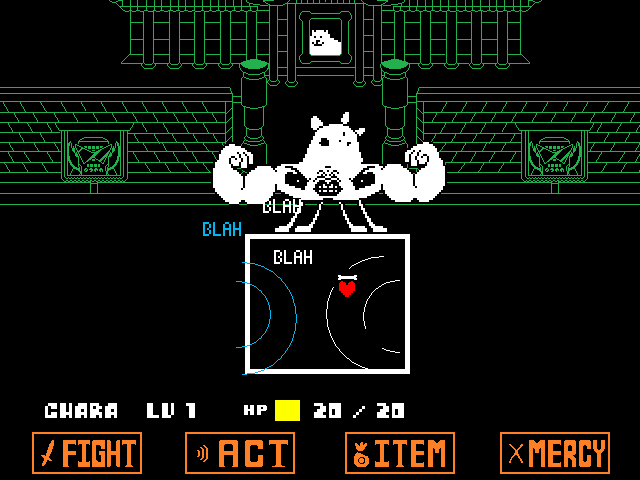 BLAH
BLAH
BLAH
CHARA LV 1 HP 20 / 20
FIGHT ACT ITEM MERCY